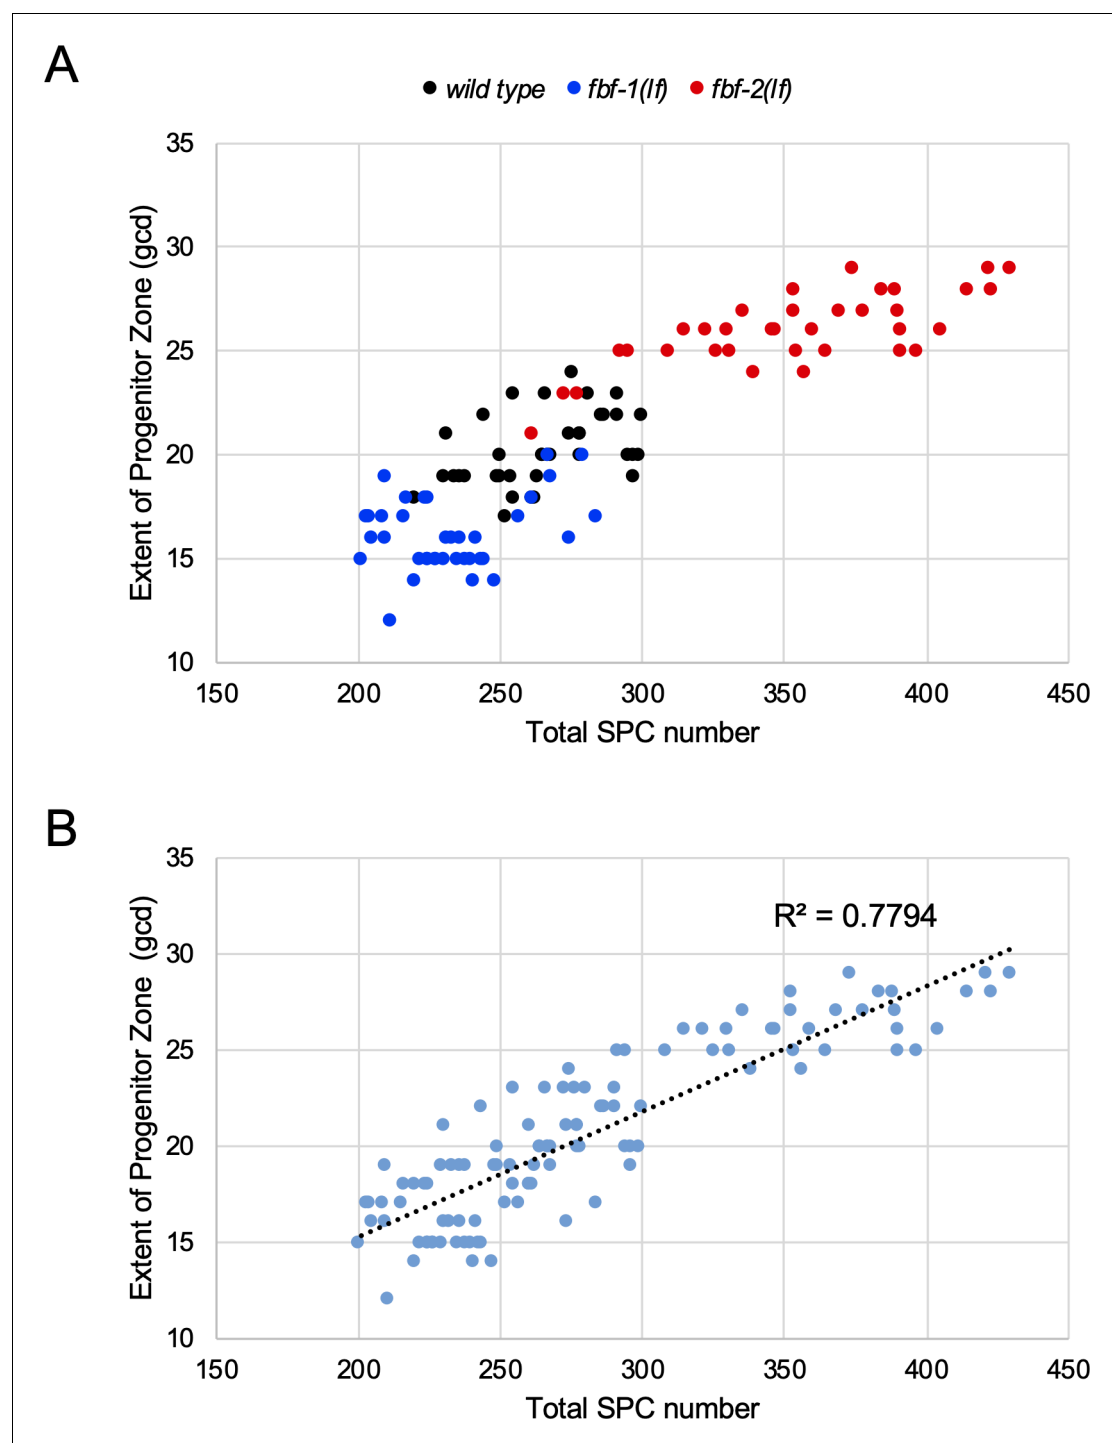 A
wild type fbf-1(lf) fbf-2(lf)
35
30
25
20
15
10
Extent of Progenitor Zone (gcd)
150 200 250 300 350 400 450
Total SPC number
B
35
30
25
20
15
10
Extent of Progenitor Zone (gcd)
R² = 0.7794
150 200 250 300 350 400 450
Total SPC number